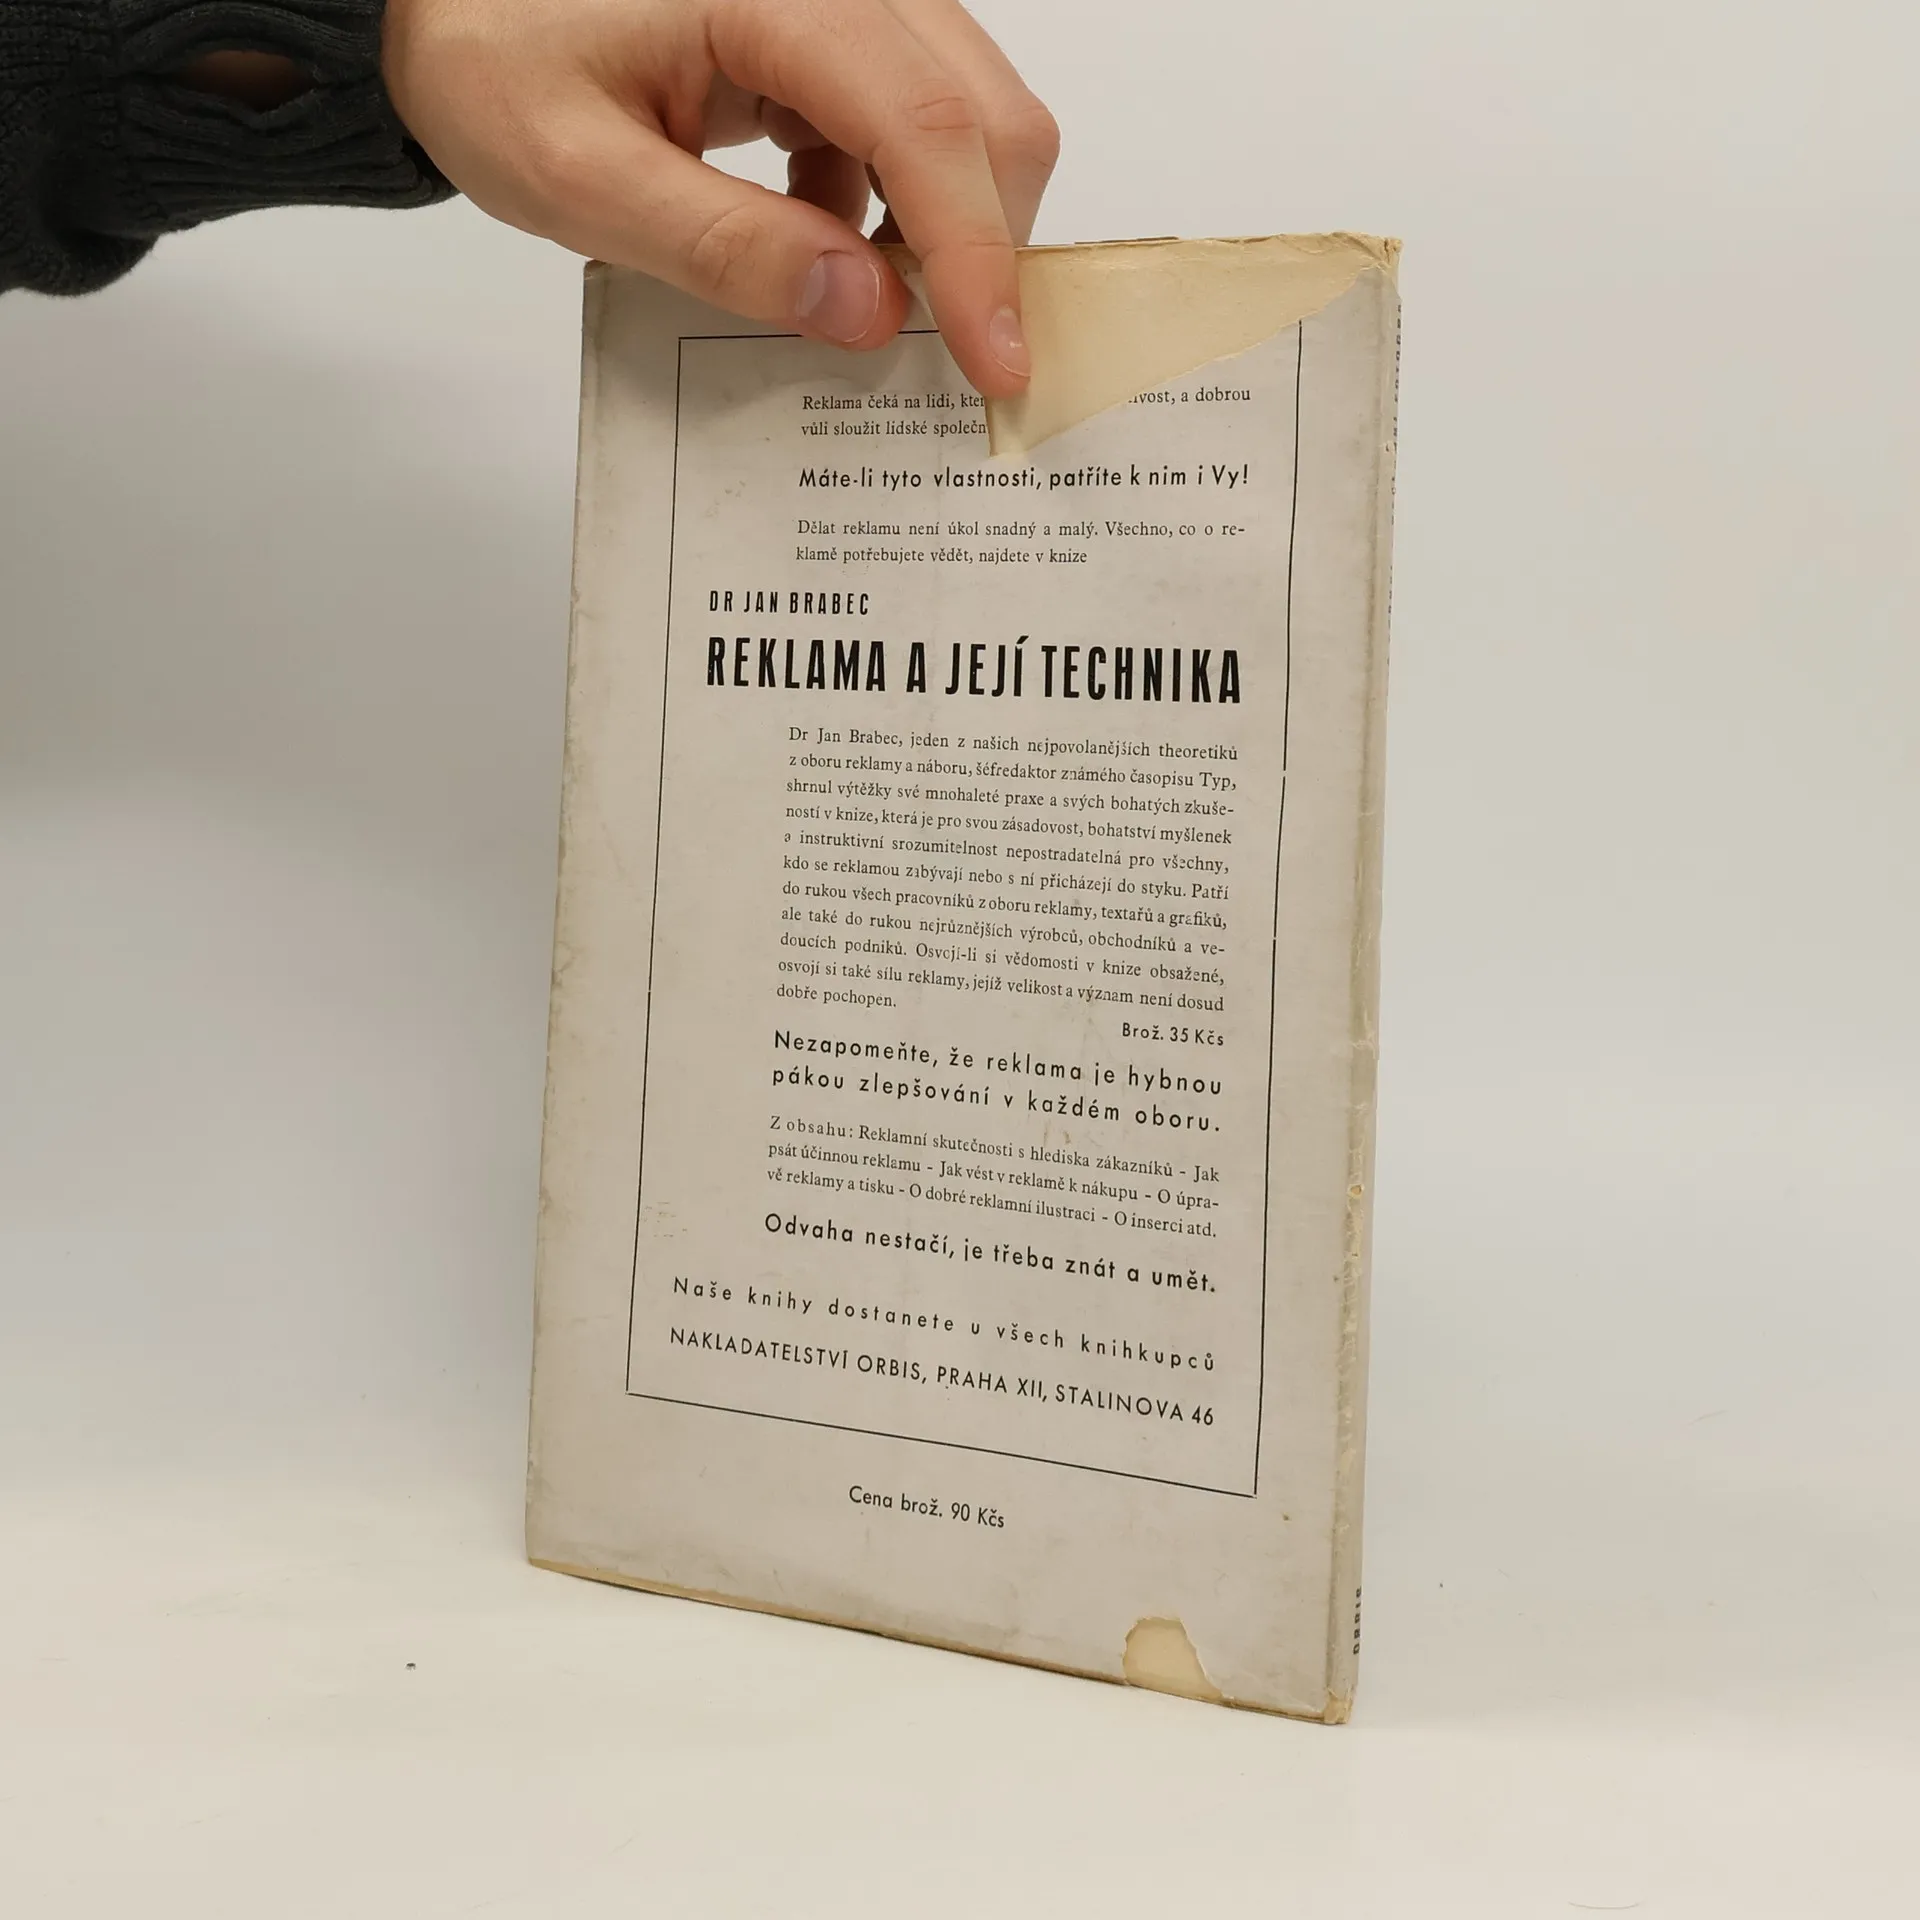 Reklama čeká na lidi, a dobrou
vůli sloužit lidské
Máte-li tyto vlastnosti, patříte k nim i Vy!
Dělat reklamu není úkol snadný a malý. Všechno, co o re-
klamě potřebujete vědět, najdete v knize
DR JAN BRABEC
REKLAMA A JEJÍ TECHNIKA
Dr Jan Brabec, jeden z našich nejpovolanějších theoretiků
z oboru reklamy a náboru, šéfredaktor známého časopisu Typ,
shrnul výtěžky své mnohaleté praxe a svých bohatých zkuše-
ností v knize, která je pro svou zásadovost, bohatství myšlenek
a instruktivní srozumitelnost nepostradatelná pro všechny,
kdo se reklamou zabývají nebo s ní přicházejí do styku. Patří
do rukou všech pracovníků z oboru reklamy, textařů a grafiků,
ale také do rukou nejrůznějších výrobců, obchodníků a ve-
doucích podniků. Osvojí-li si vědomosti v knize obsažené,
osvojí si také sílu reklamy, jejíž velikost a význam není dosud
dobře pochopen.
Brož. 35 Kčs
Nezapomeňte, že reklama je hybnou
pákou zlepšování v každém oboru.
Z obsahu: Reklamní skutečnosti s hlediska zákazníků - Jak
psát účinnou reklamu - Jak vést v reklamě k nákupu - O úpra-
vě reklamy a tisku - O dobré reklamní ilustraci - O inserci atd.
Odvaha nestačí, je třeba znát a umět.
Naše knihy dostanete u všech knihkupců
NAKLADATELSTVÍ ORBIS, PRAHA XII, STALINOVA 46
Cena brož. 90 Kčs
ORBIS